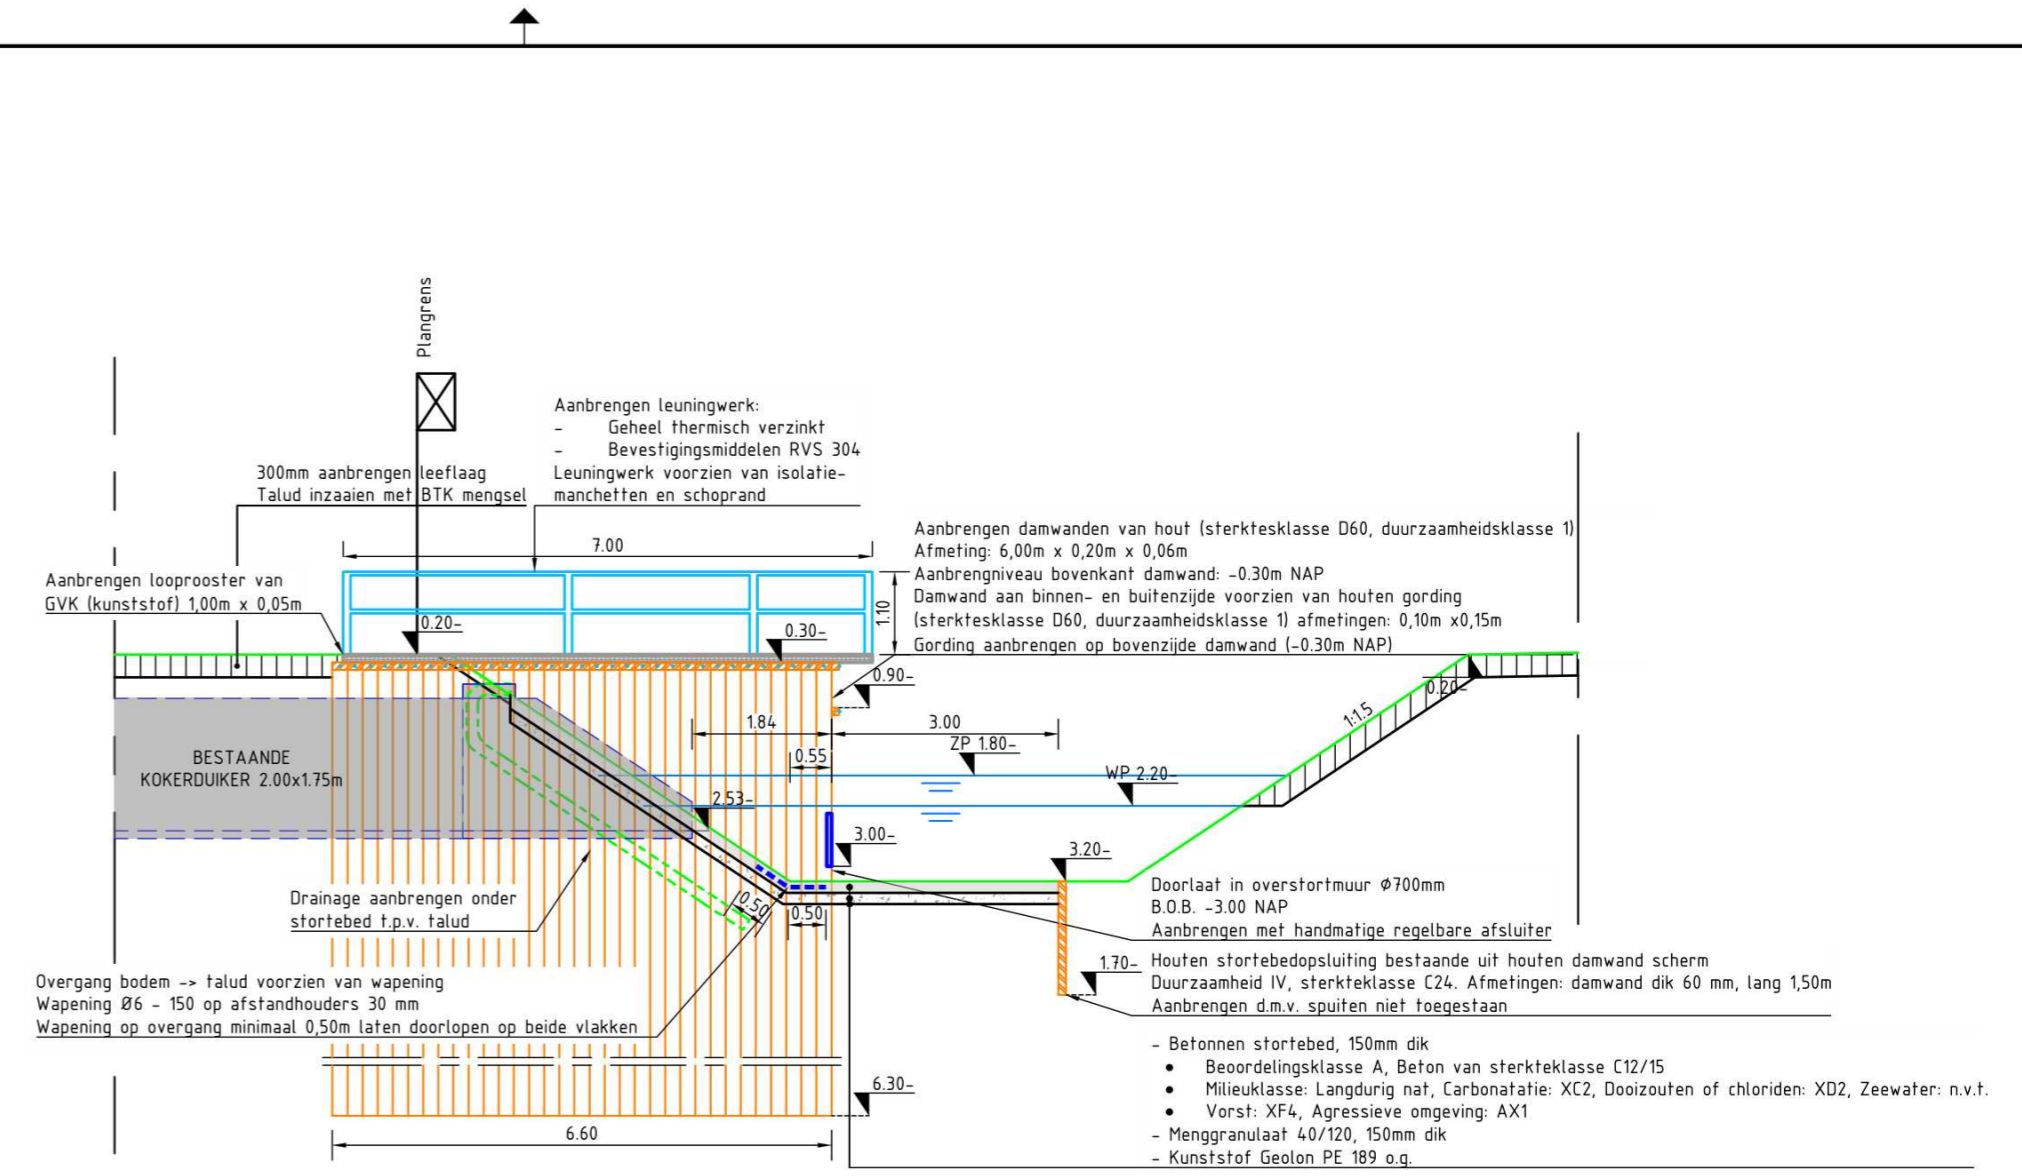 Plangrens
Aanbrengen leuningwerk:
- Geheel thermisch verzinkt
- Bevestigingsmiddelen RVS 304
Leuningwerk voorzien van isolatie-
manchetten en schoprand
300mm aanbrengen leeflaag
Talud inzaaien met BTK mengsel
7.00
Aanbrengen damwanden van hout (sterktesklasse D60, duurzaamheidsklasse 1)
Afmeting: 6,00m x 0,20m x 0,06m
Aanbrengniveau bovenkant damwand: -0.30m NAP
Damwand aan binnen- en buitenzijde voorzien van houten gording
(sterktesklasse D60, duurzaamheidsklasse 1) afmetingen: 0,10m x0,15m
Gording aanbrengen op bovenzijde damwand (-0.30m NAP)
Aanbrengen looprooster van
GVK (kunststof) 1,00m x 0,05m
1.10
0.20-
0.30-
0.90-
0.20-
1:1.5
1.84
3.00
ZP 1.80-
0.55
WP 2.20-
BESTAANDE
KOKERDUIKER 2.00x1.75m
2.53-
3.00-
3.20-
Drainage aanbrengen onder
stortebed t.p.v. talud
0.50
0.50
Doorlaat in overstortmuur Ø700mm
B.O.B. -3.00 NAP
Aanbrengen met handmatige regelbare afsluiter
1.70-
Houten stortebedopsluiting bestaande uit houten damwand scherm
Duurzaamheid IV, sterkteklasse C24. Afmetingen: damwand dik 60 mm, lang 1,50m
Aanbrengen d.m.v. spuiten niet toegestaan
Overgang bodem -> talud voorzien van wapening
Wapening Ø6 - 150 op afstandhouders 30 mm
Wapening op overgang minimaal 0,50m laten doorlopen op beide vlakken
- Betonnen stortebed, 150mm dik
• Beoordelingsklasse A, Beton van sterkteklasse C12/15
• Milieuklasse: Langdurig nat, Carbonatatie: XC2, Dooizouten of chloriden: XD2, Zeewater: n.v.t.
• Vorst: XF4, Agressieve omgeving: AX1
- Menggranulaat 40/120, 150mm dik
- Kunststof Geolon PE 189 o.g.
6.30-
6.60